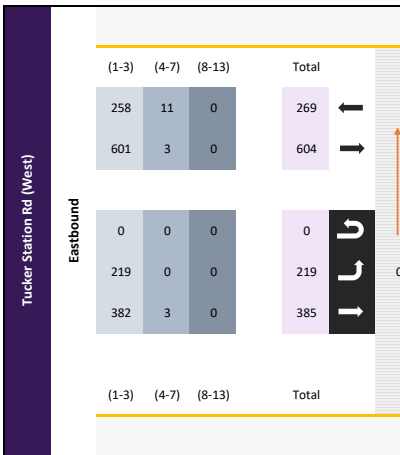 Tucker Station Rd (West)
Eastbound
(1-3) (4-7) (8-13) Total
258 11 0 269
601 3 0 604
0 0 0 0
219 0 0 219
382 3 0 385
(1-3) (4-7) (8-13) Total